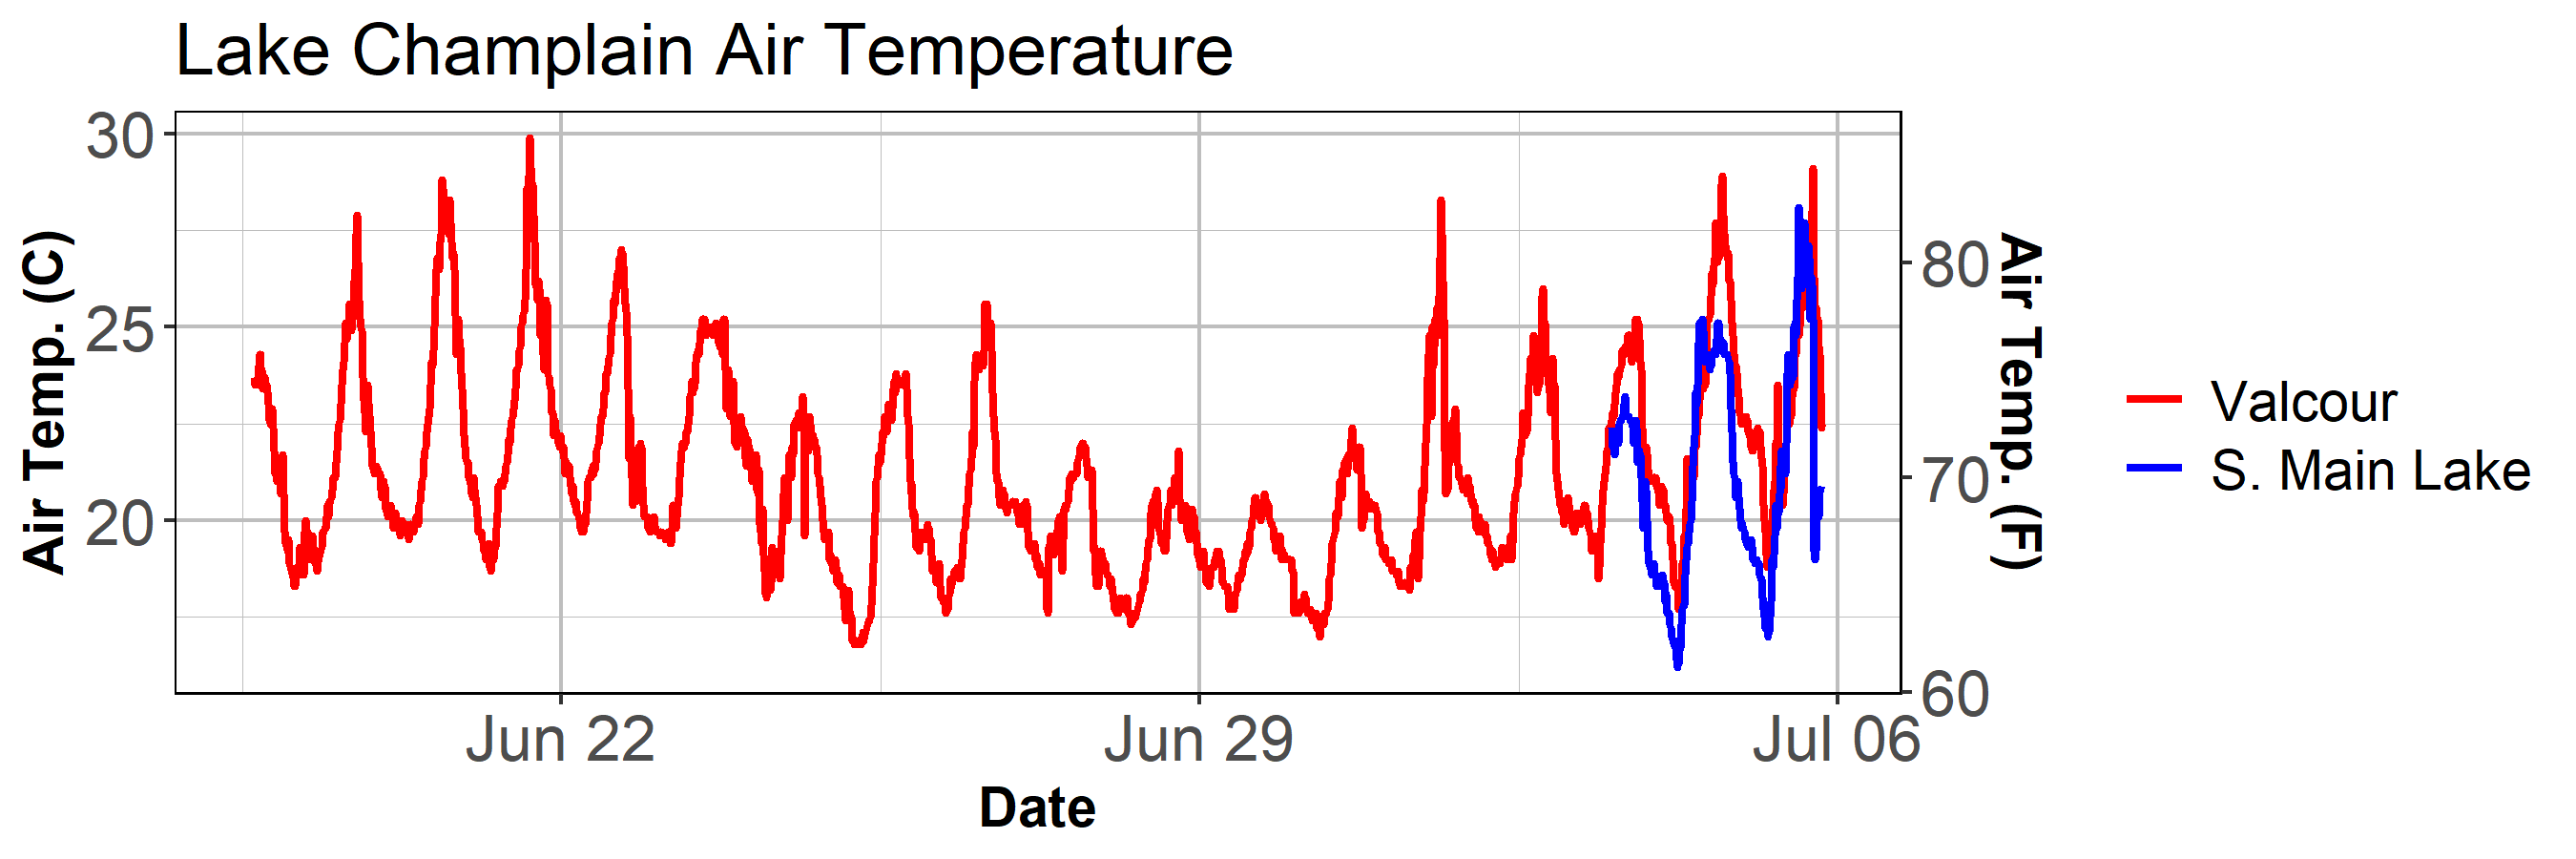 Lake Champlain Air Temperature
30
25
20
Air Temp. (C)
80
70
60
Air Temp. (F)
Jun 22
Jun 29
Jul 06
Date
Valcour
S. Main Lake